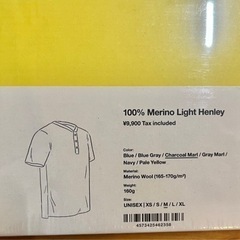 100% Merino Light Henley
¥9,900 Tax included
Color:
Blue / Blue Gray / Charcoal Marl / Gray Marl /
Navy / Pale Yellow
Material:
Merino Wool (165-170g/m²)
Weight:
160g
Size:
UNISEX | XS / S / M / L / XL
4573425462308